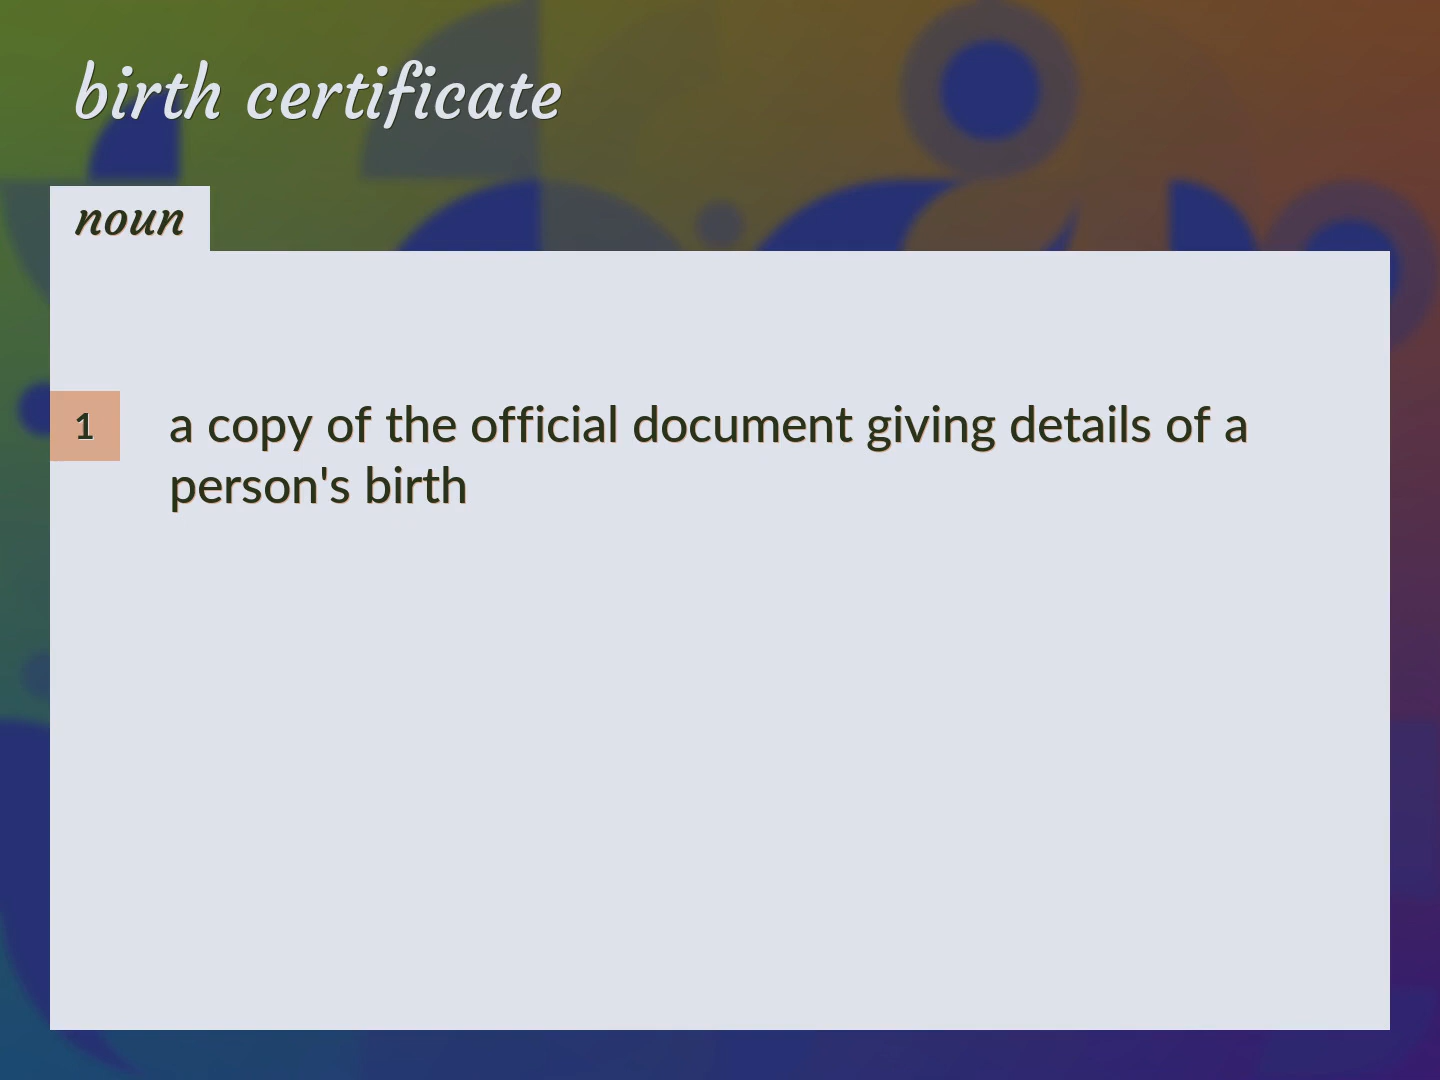 birth certificate
noun
1
a copy of the official document giving details of a
person's birth